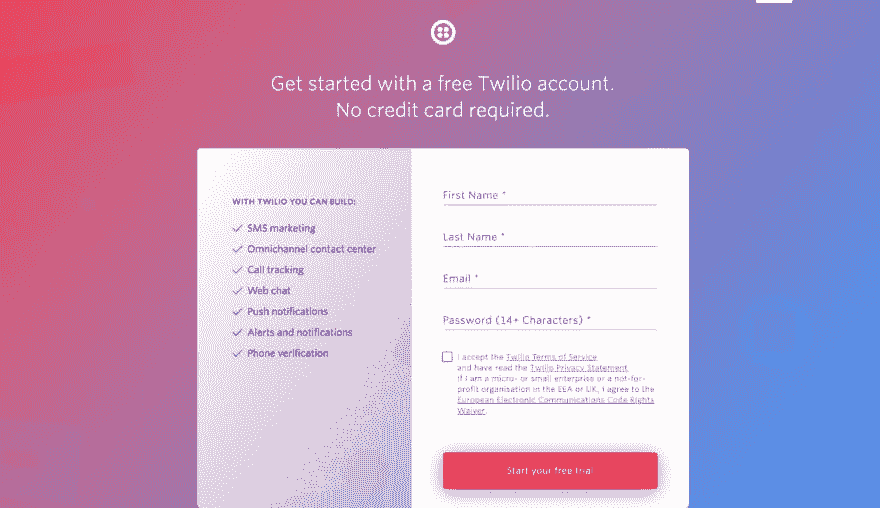 Get started with a free Twilio account.
No credit card required.
WITH TWILIO YOU CAN BUILD:
SMS marketing
Omnichannel contact center
Call tracking
Web chat
Push notifications
Alerts and notifications
Phone verification
First Name *
Last Name *
Email *
Password (14+ Characters) *
I accept the Twilio Terms of Service
and have read the Twilio Privacy Statement.
If I am a micro- or small enterprise or a not-for-
profit organisation in the EEA or UK, I agree to the
European Electronic Communications Code Rights
Waiver.
Start your free trial